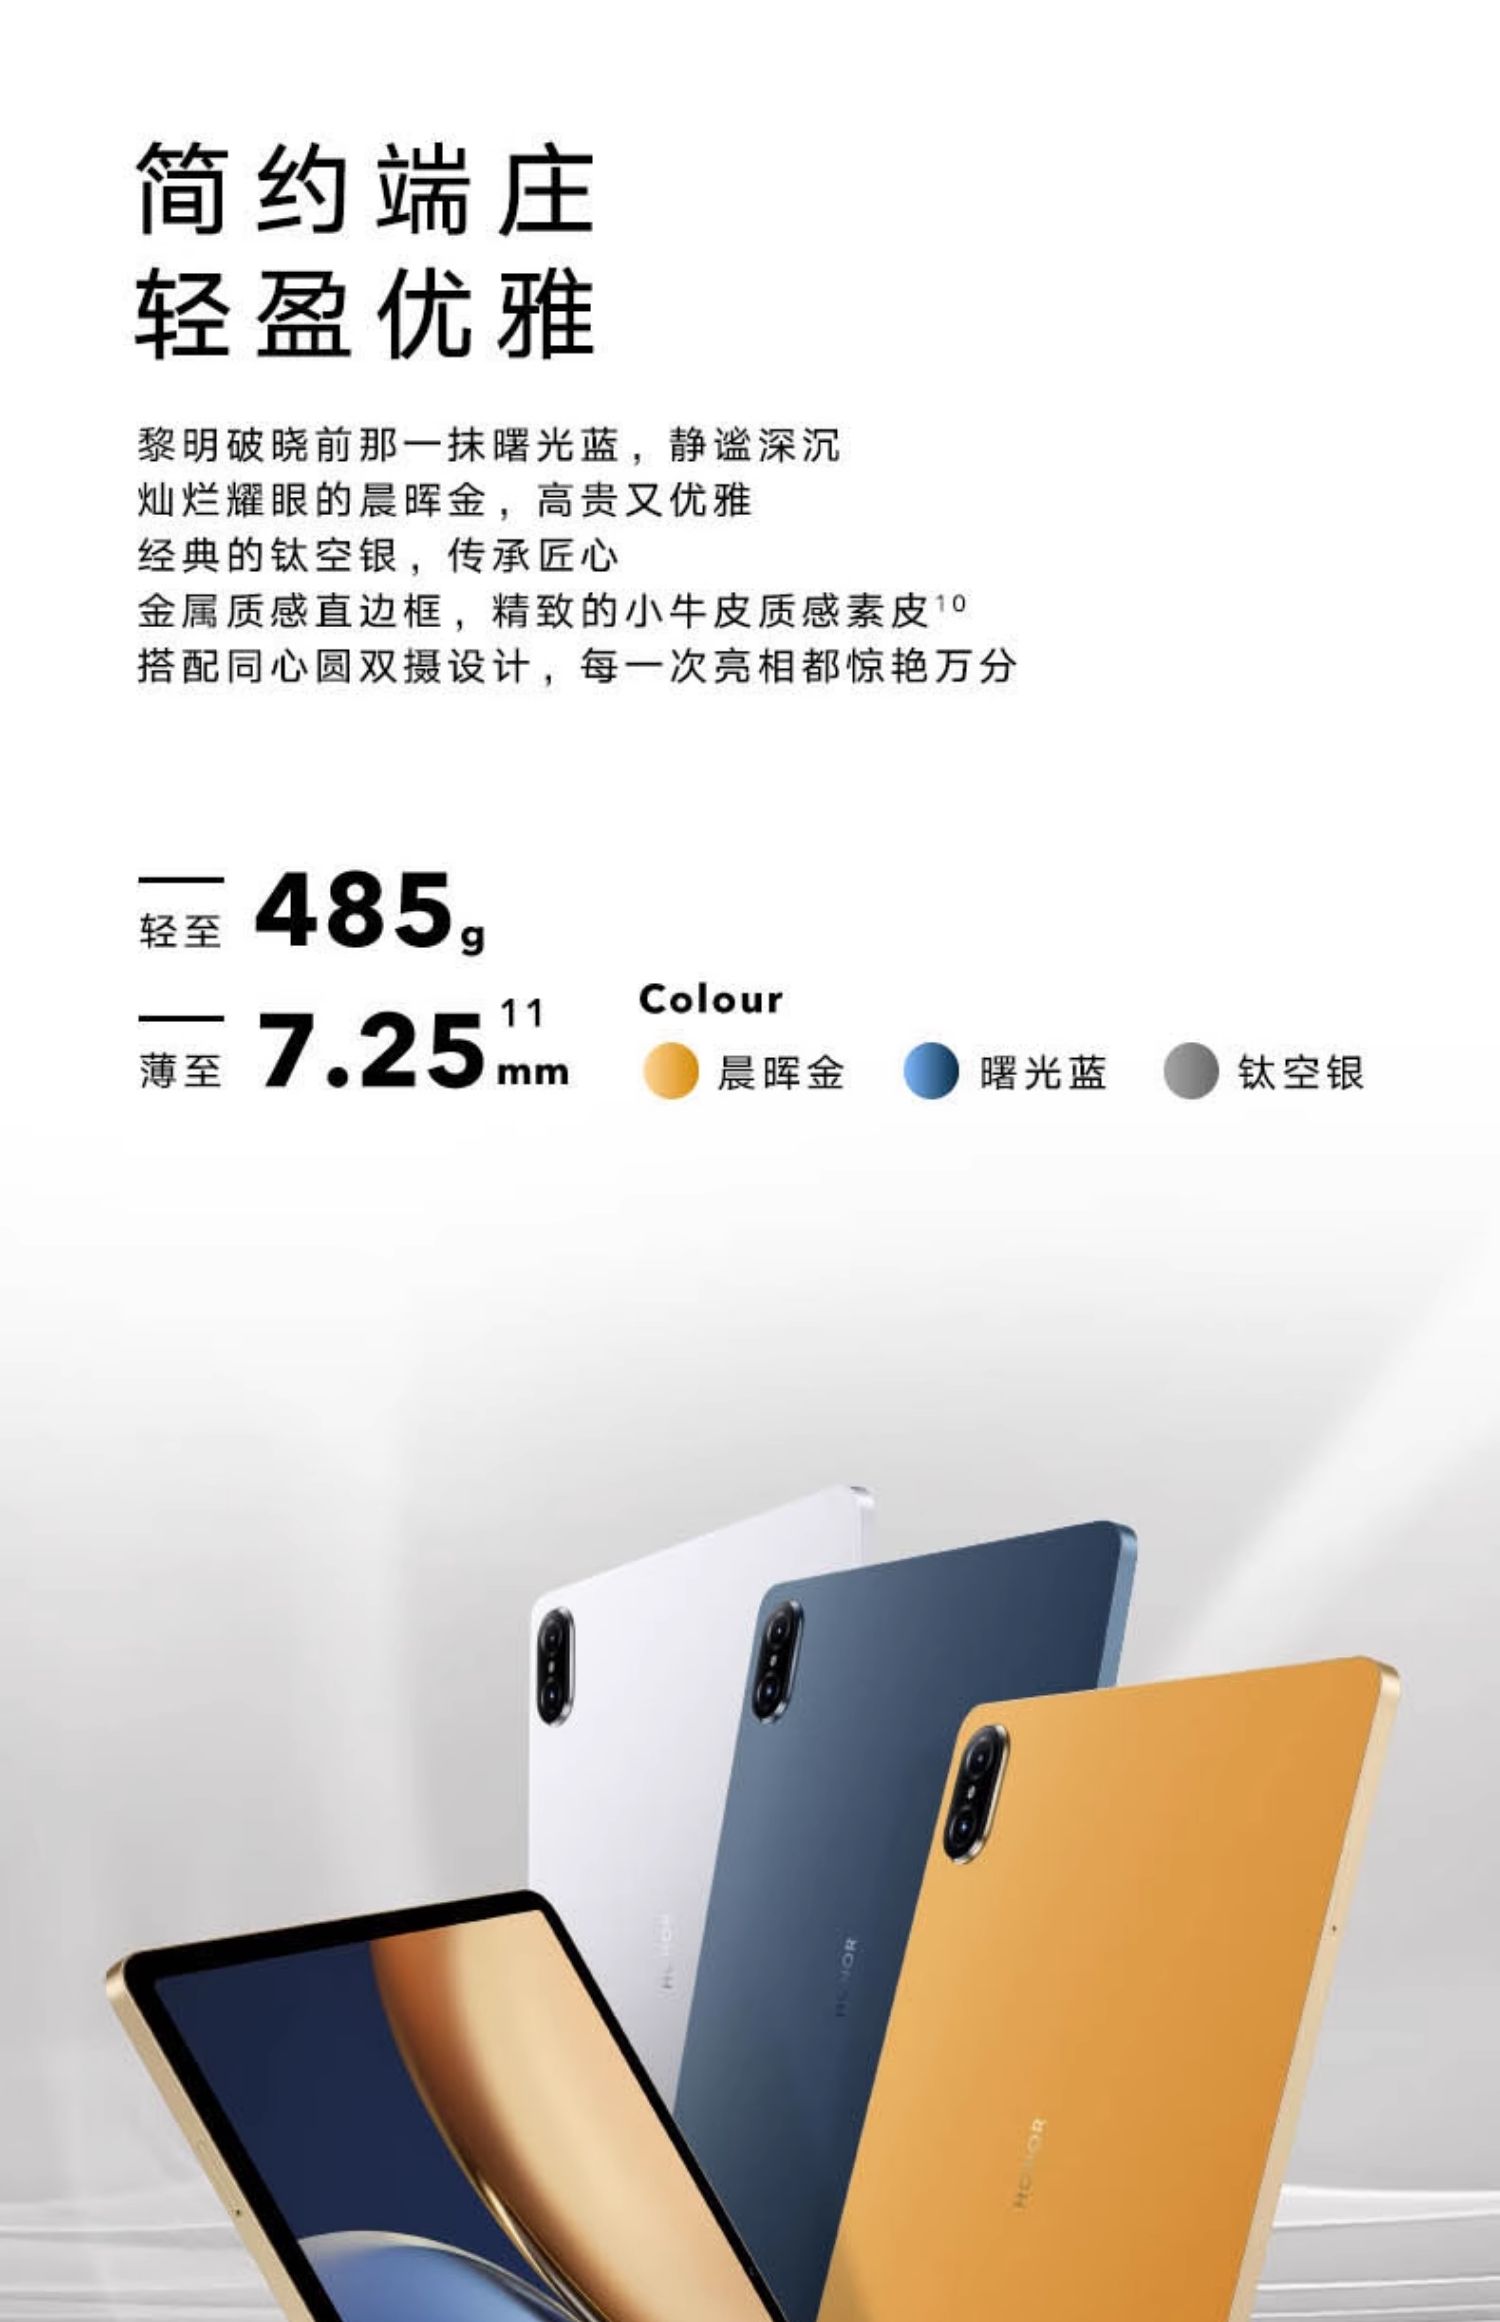 简约端庄
轻盈优雅
黎明破晓前那一抹曙光蓝，静谧深沉
灿烂耀眼的晨晖金，高贵又优雅
经典的钛空银，传承匠心
金属质感直边框，精致的小牛皮质感素皮10
搭配同心圆双摄设计，每一次亮相都惊艳万分
轻至 485g
薄至 7.25mm11
Colour
晨晖金 曙光蓝 钛空银
HONOR
HONOR
HONOR